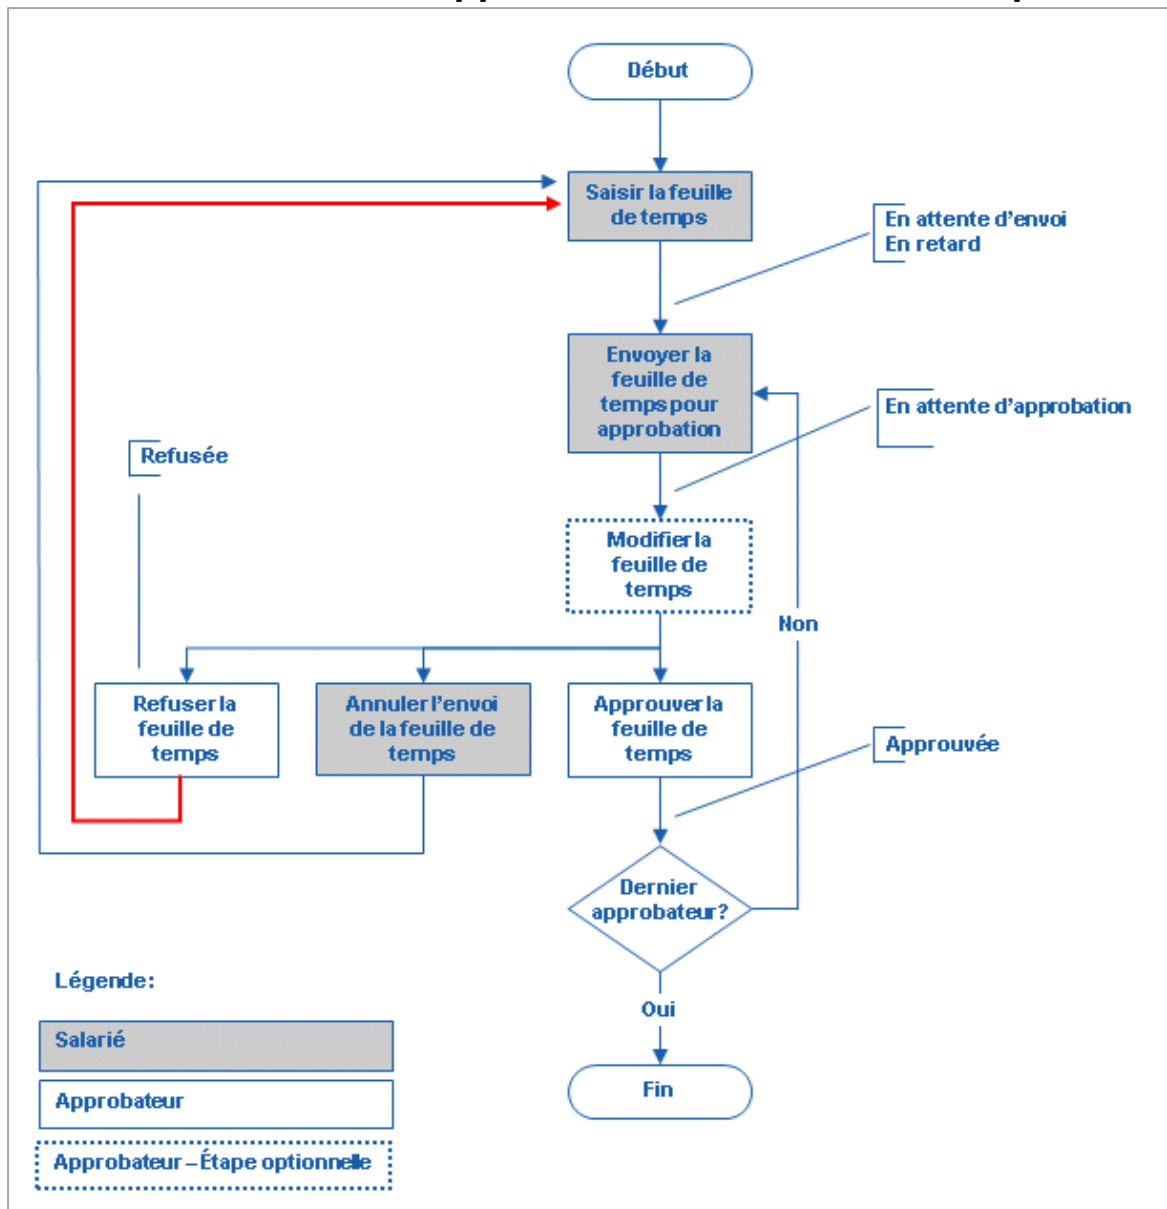 Début
Saisir la feuille
de temps
En attente d'envoi
En retard
Envoyer la
feuille de
temps pour
approbation
En attente d'approbation
Refusée
Modifier la
feuille de
temps
Non
Refuser la
feuille de
temps
Annuler l'envoi
de la feuille de
temps
Approuver la
feuille de
temps
Approuvée
Dernier
approbateur?
Légende:
Oui
Salarié
Fin
Approbateur
Approbateur – Étape optionnelle